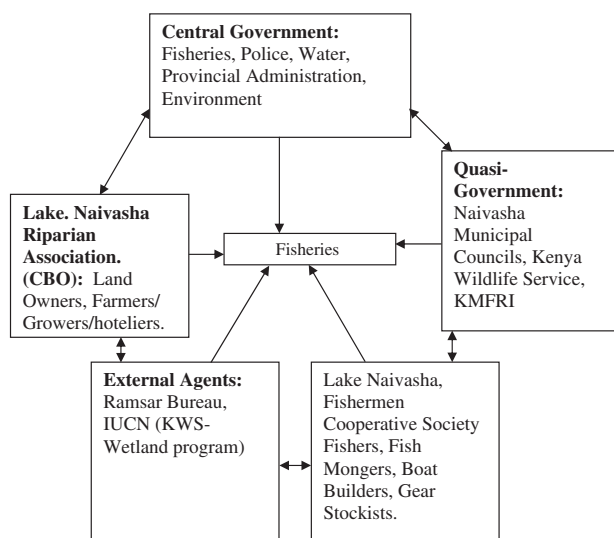 Central Government:
Fisheries, Police, Water,
Provincial Administration,
Environment
Quasi-
Government:
Naivasha
Municipal
Councils, Kenya
Wildlife Service,
KMFRI
Lake. Naivasha
Riparian
Association.
(CBO): Land
Owners, Farmers/
Growers/hoteliers.
Fisheries
External Agents:
Ramsar Bureau,
IUCN (KWS-
Wetland program)
Lake Naivasha,
Fishermen
Cooperative Society
Fishers, Fish
Mongers, Boat
Builders, Gear
Stockists.